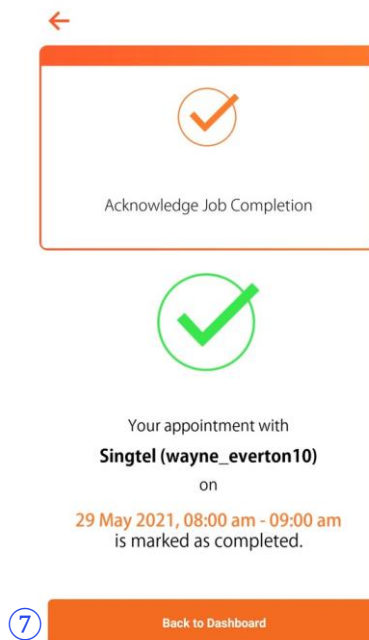 Acknowledge Job Completion
Your appointment with
Singtel (wayne_everton10)
on
29 May 2021, 08:00 am - 09:00 am
is marked as completed.
7
Back to Dashboard